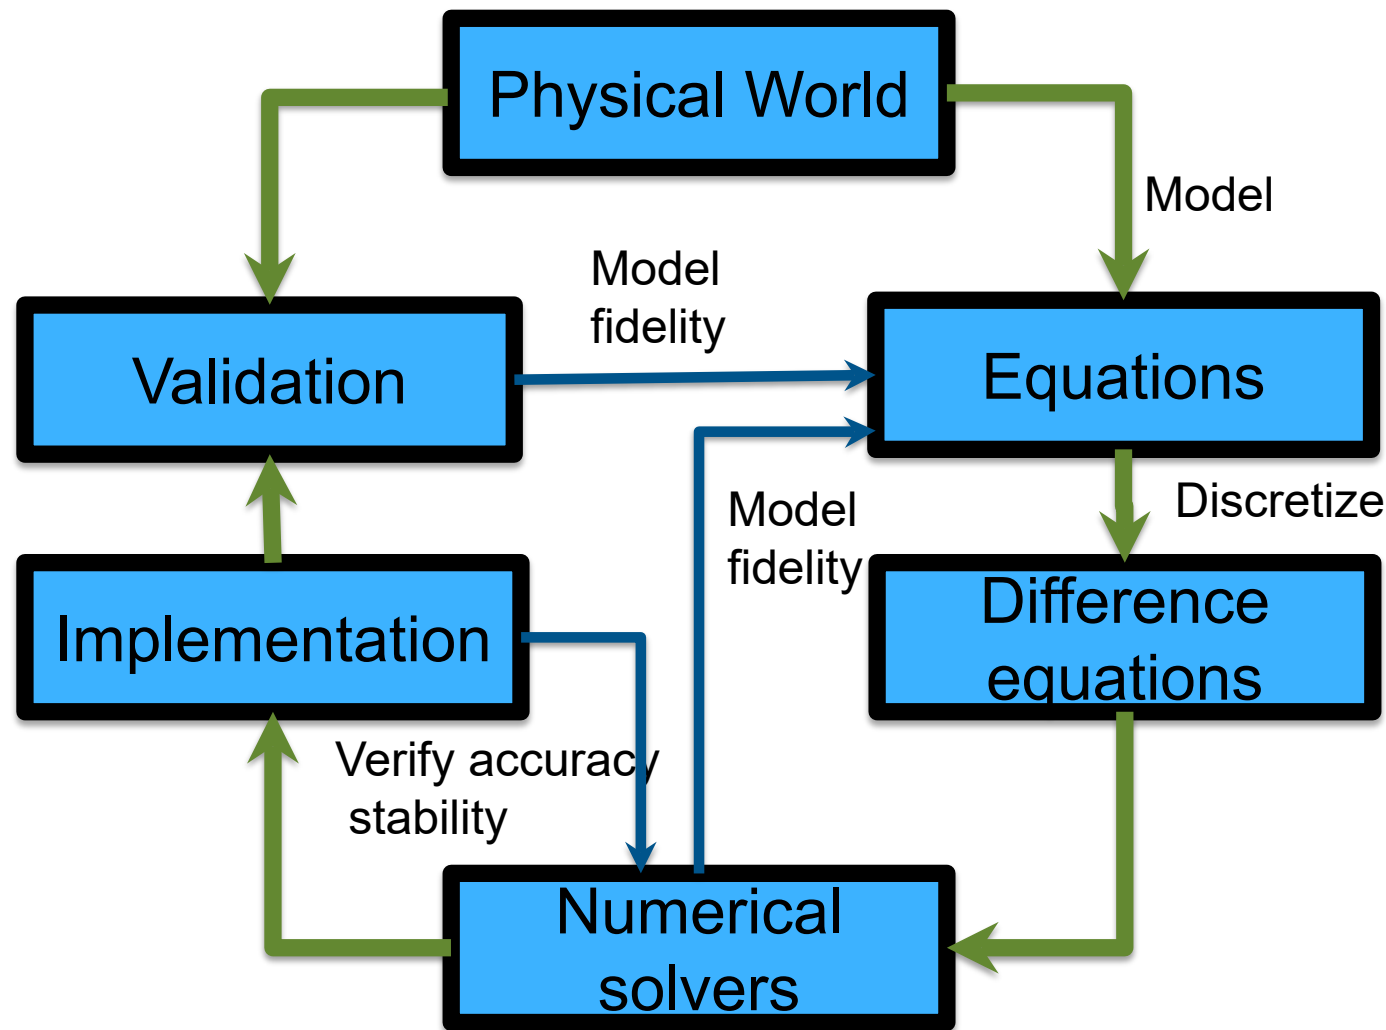 Physical World
Model
Model
fidelity
Validation
Equations
Model
fidelity
Discretize
Implementation
Difference
equations
Verify accuracy
stability
Numerical
solvers